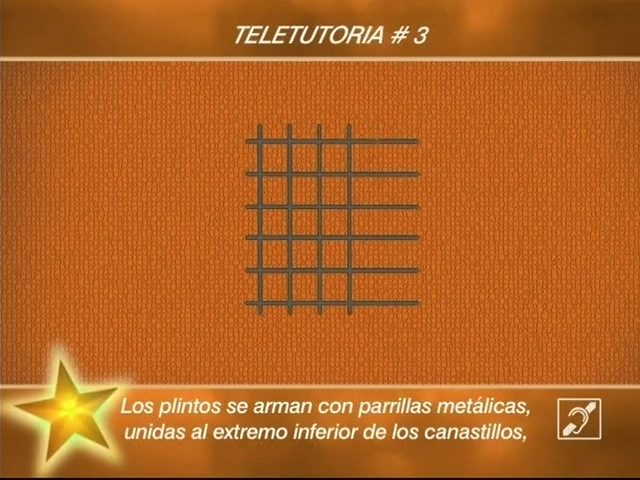 TELETUTORIA # 3
Los plintos se arman con parrillas metálicas,
unidas al extremo inferior de los canastillos,